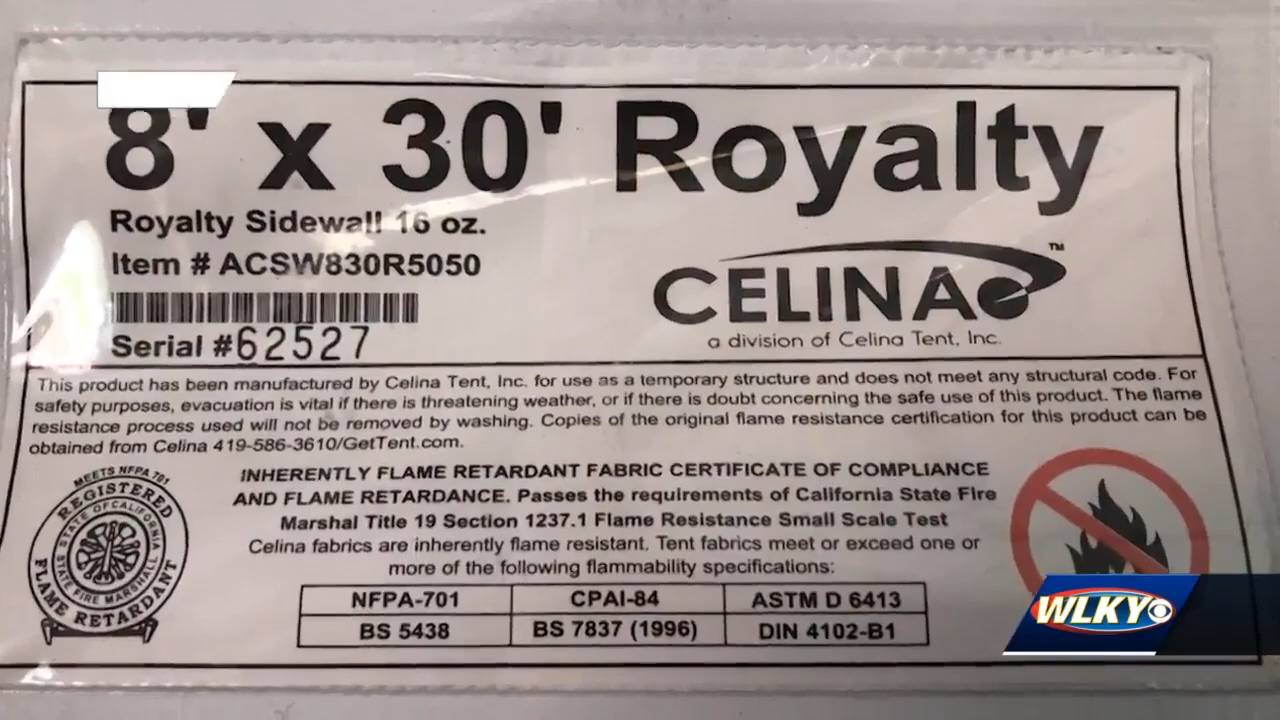 8' x 30' Royalty
Royalty Sidewall 16 oz.
Item # ACSW830R5050
Serial #62527
CELINA ™
a division of Celina Tent, Inc.
This product has been manufactured by Celina Tent, Inc. for use as a temporary structure and does not meet any structural code. For
safety purposes, evacuation is vital if there is threatening weather, or if there is doubt concerning the safe use of this product. The flame
resistance process used will not be removed by washing. Copies of the original flame resistance certification for this product can be
obtained from Celina 419-586-3610/GetTent.com.
MEETS NFPA 701
REGISTERED
STATE OF CALIFORNIA
STATE FIRE MARSHALL
FLAME RETARDANT
INHERENTLY FLAME RETARDANT FABRIC CERTIFICATE OF COMPLIANCE
AND FLAME RETARDANCE. Passes the requirements of California State Fire
Marshal Title 19 Section 1237.1 Flame Resistance Small Scale Test
Celina fabrics are inherently flame resistant. Tent fabrics meet or exceed one or
more of the following flammability specifications:
NFPA-701 CPAI-84 ASTM D 6413
BS 5438 BS 7837 (1996) DIN 4102-B1
WLKY